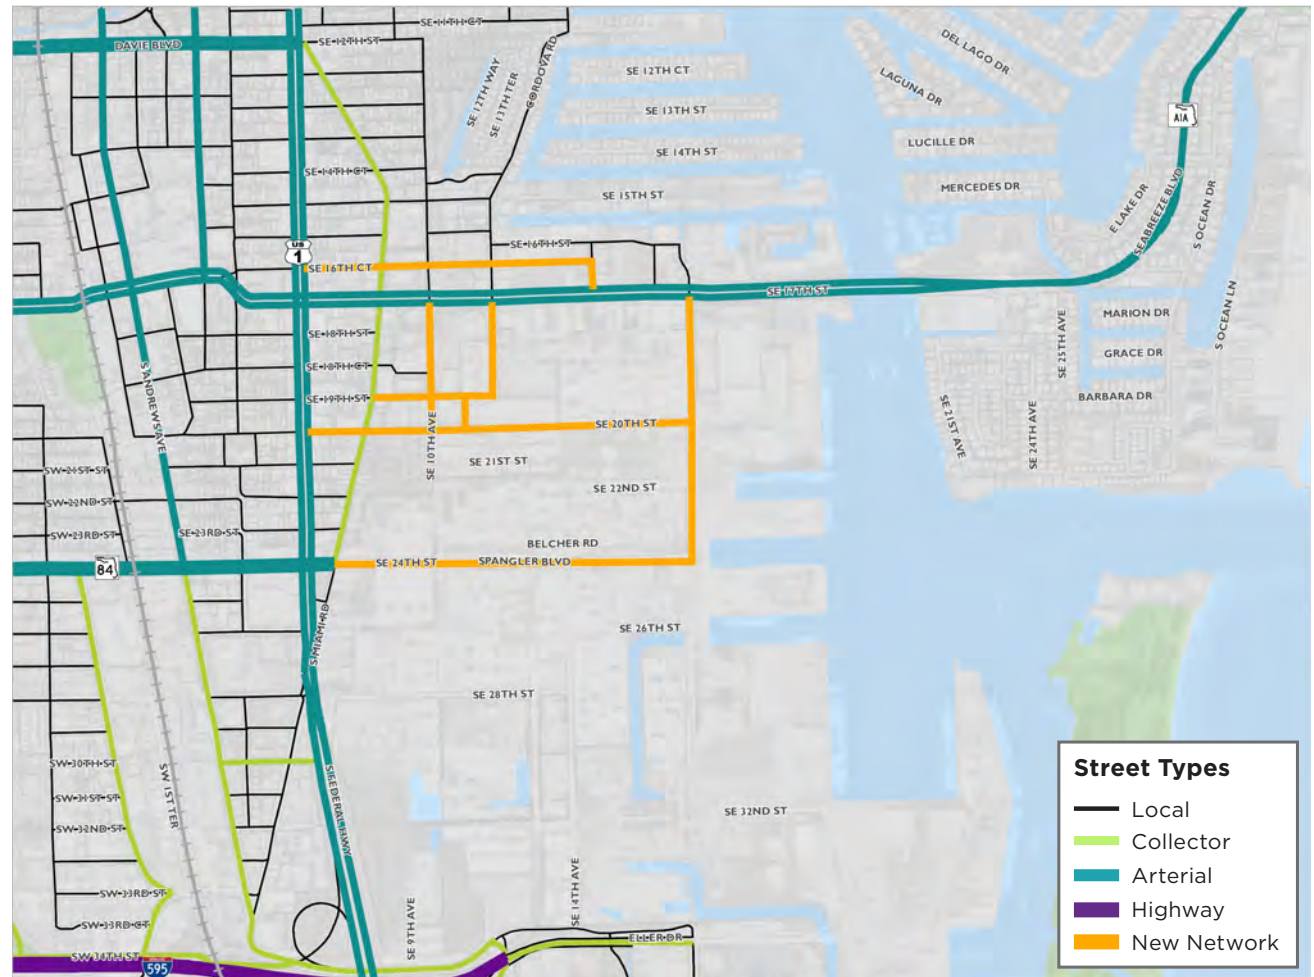 SE 11TH CT
DAVIE BLVD
SE 12TH ST
CORDOVA RD
DEL LAGO DR
SE 12TH WAY
SE 13TH TER
SE 12TH CT
LAGUNA DR
SE 13TH ST
A1A
LUCILLE DR
SE 14TH ST
SE 14TH CT
MERCEDES DR
SE 15TH ST
E LAKE DR
SEABREEZE BLVD
S OCEAN DR
US
1
SE 16TH ST
SE 16TH CT
SE 17TH ST
S OCEAN LN
MARION DR
SE 18TH ST
SE 25TH AVE
GRACE DR
SE 18TH CT
S ANDREWS AVE
SE 19TH ST
BARBARA DR
SE 10TH AVE
SE 20TH ST
SE 21ST AVE
SE 24TH AVE
SE 21ST ST
SW 21ST ST
SE 22ND ST
SW 22ND ST
SW 23RD ST
SE 23RD ST
BELCHER RD
84
SE 24TH ST
SPANGLER BLVD
S MIAMI RD
SE 26TH ST
SE 28TH ST
SW 30TH ST
SW 1ST TER
SW 31ST ST
S FEDERAL HWY
SE 32ND ST
SW 32ND ST
SW 33RD ST
SE 9TH AVE
SE 14TH AVE
SW 33RD CT
ELLER DR
SW 34TH ST
595
Street Types
Local
Collector
Arterial
Highway
New Network